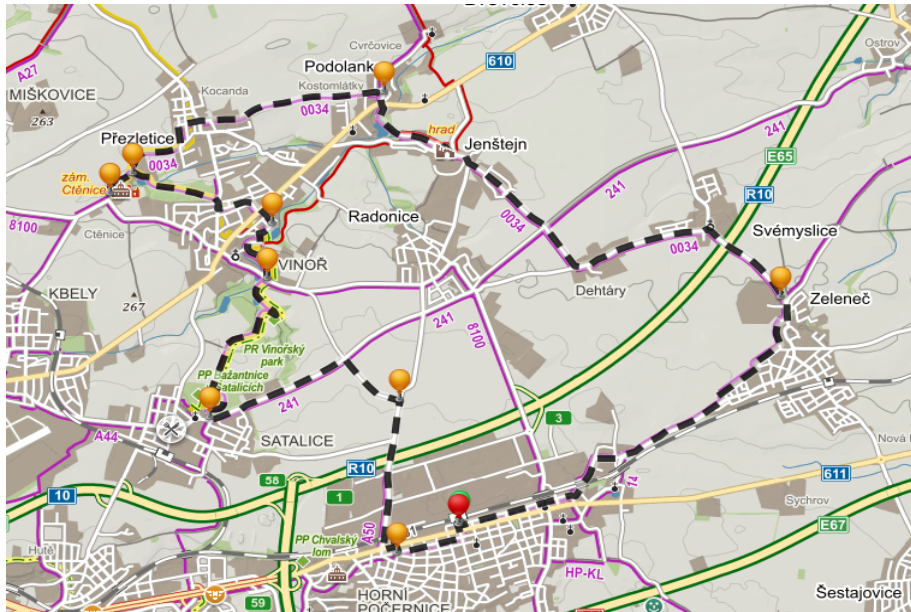 Cvrčovice
610
Podolank
Ostrov
A27
Kostomlátky
Kocanda
MIŠKOVICE
263
0034
hrad
241
Přezletice
Jenštejn
E65
0034
zám.
Ctěnice
241
R10
Radonice
0034
8100
Svémyslice
Ctěnice
0034
VINOŘ
Dehtáry
KBELY
267
Zeleneč
241
8100
PR Vinořský
park
PP Bažantnice
Satalicích
241
3
A44
SATALICE
Nová
R10
58
611
10
1
14
Sychrov
A50
E67
PP Chvalský
lom
Hutě
HP-KL
59
HORNÍ
POČERNICE
Šestajovice